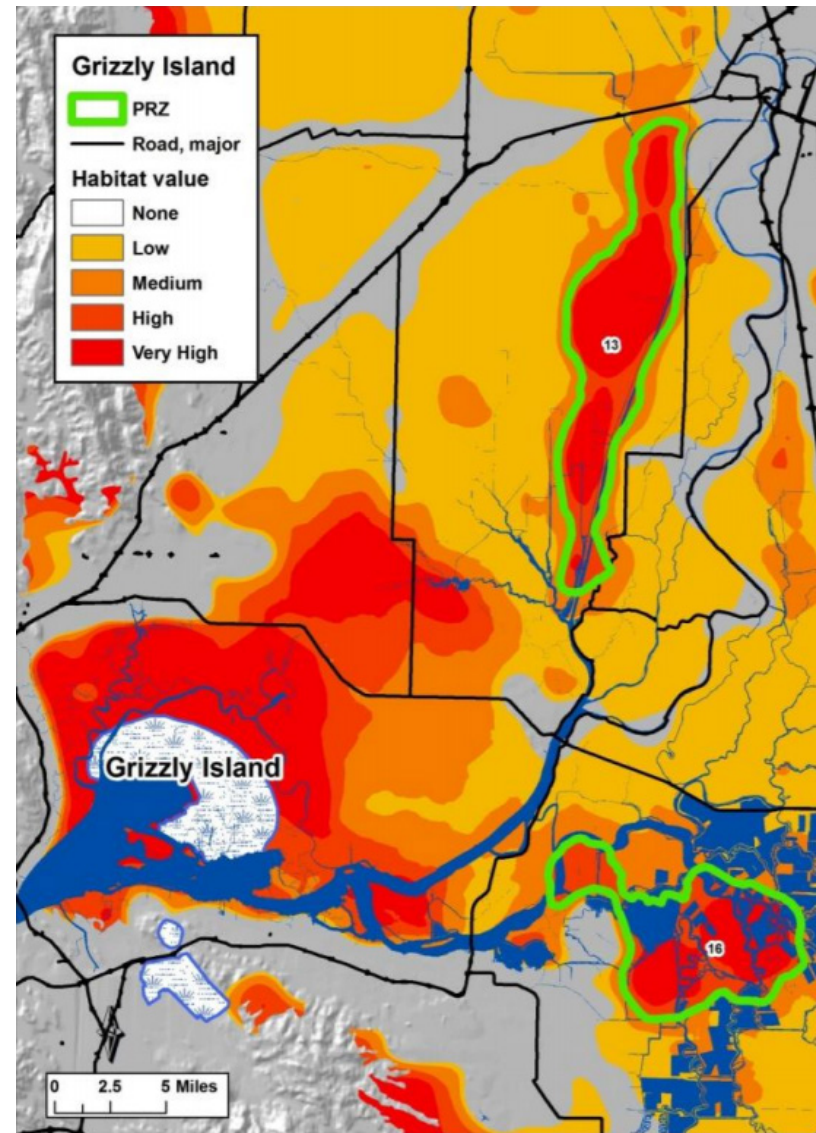 Grizzly Island
PRZ
Road, major
Habitat value
None
Low
Medium
High
Very High
13
Grizzly Island
16
0 2.5 5 Miles